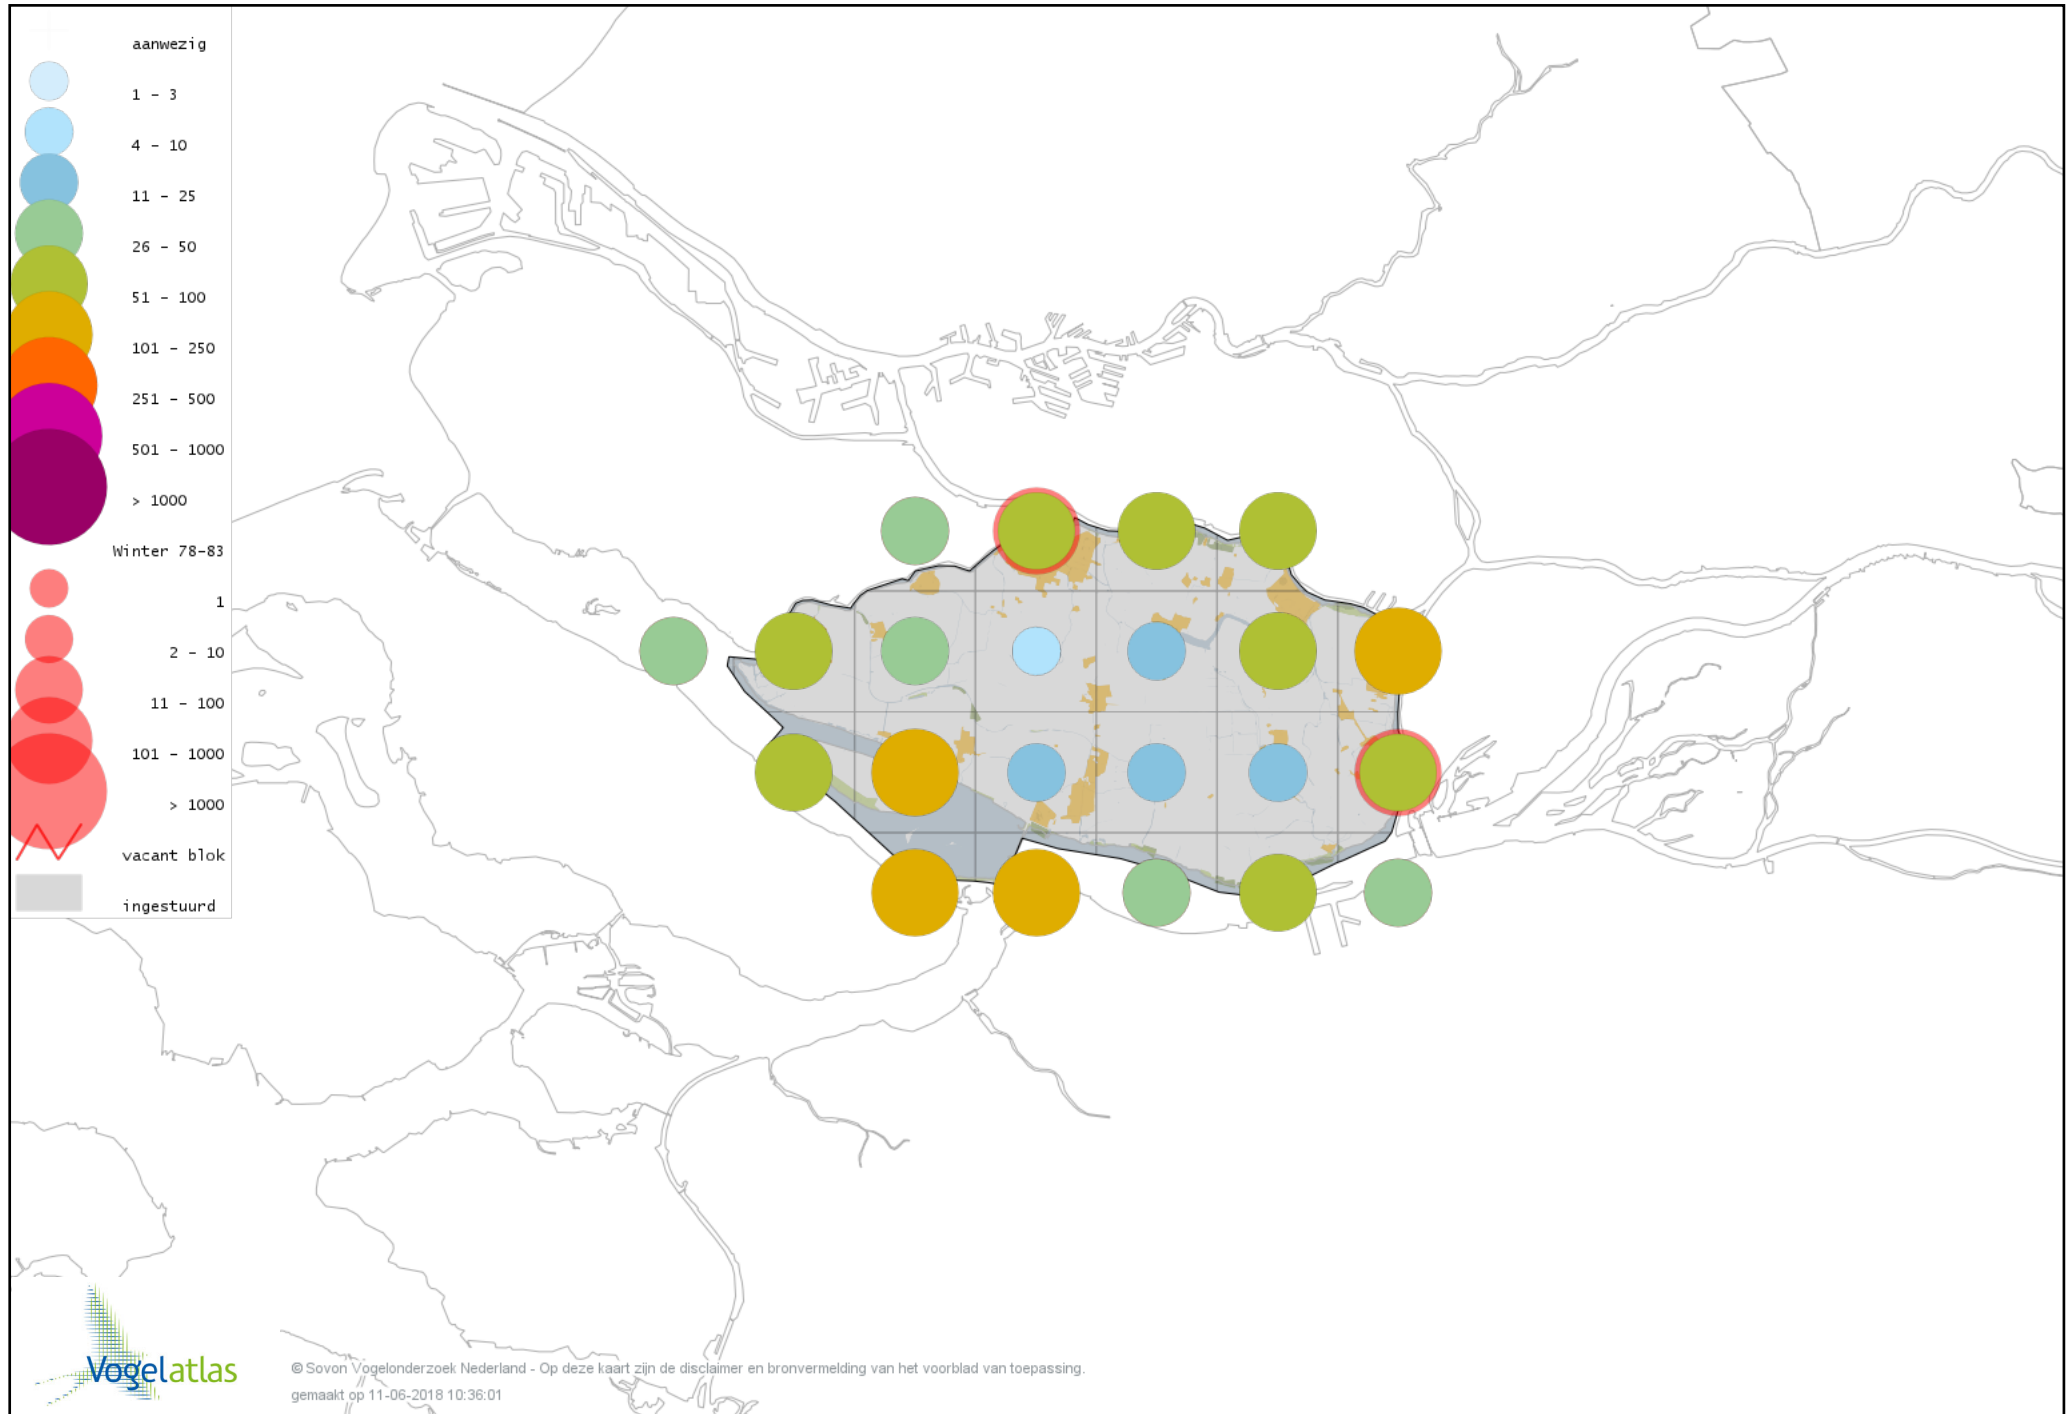 aanwezig
1 - 3
4 - 10
11 - 25
26 - 50
51 - 100
101 - 250
251 - 500
501 - 1000
> 1000
Winter 78-83
1
2 - 10
11 - 100
101 - 1000
> 1000
vacant blok
ingestuurd
Vogelatlas
© Sovon Vogelonderzoek Nederland - Op deze kaart zijn de disclaimer en bronvermelding van het voorblad van toepassing.
gemaakt op 11-06-2018 10:36:01